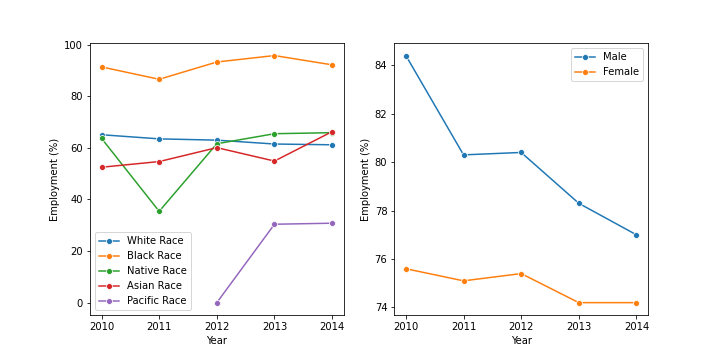 Employment (%)
100
80
60
40
20
0
White Race
Black Race
Native Race
Asian Race
Pacific Race
2010 2011 2012 2013 2014
Year
Employment (%)
84
82
80
78
76
74
Male
Female
2010 2011 2012 2013 2014
Year